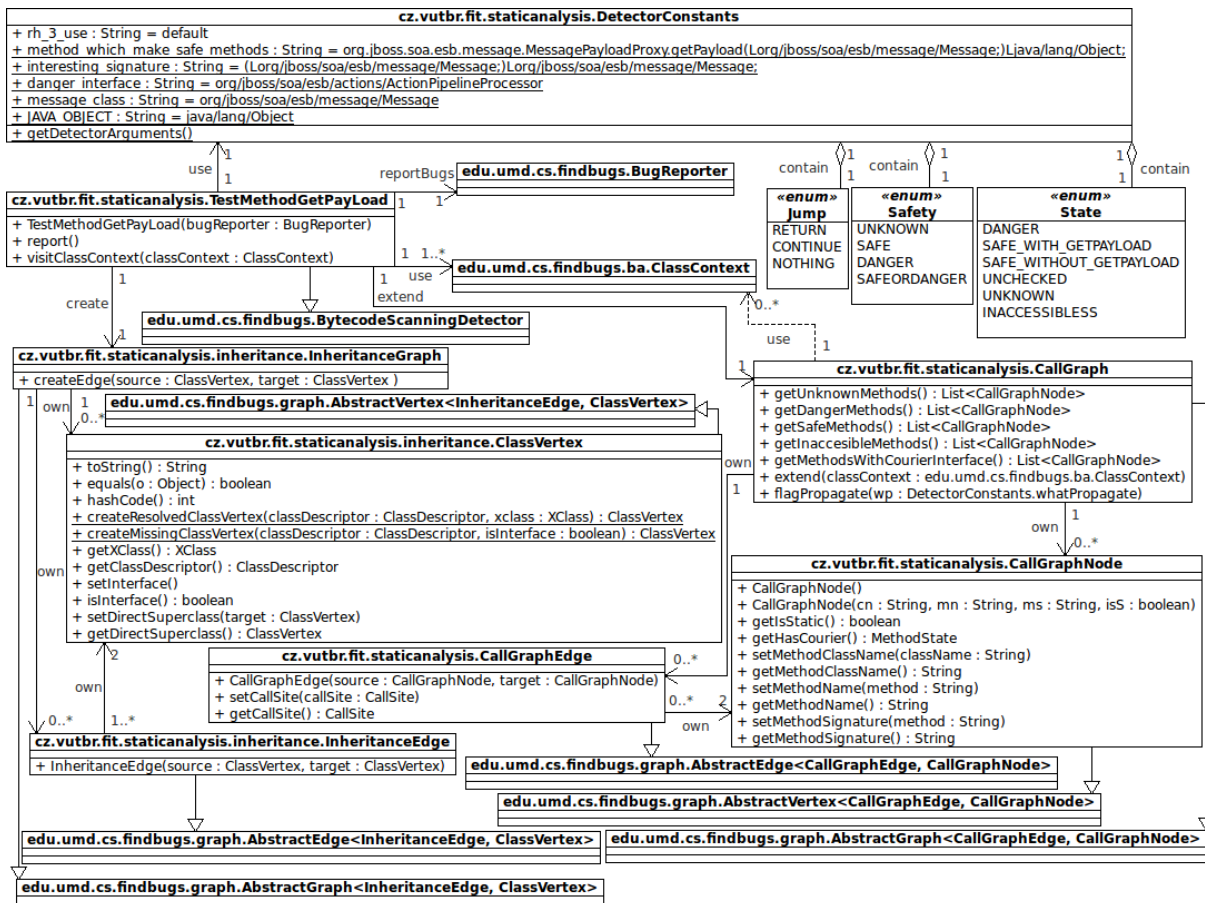 cz.vutbr.fit.staticanalysis.DetectorConstants
+ rh_3_use : String = default
+ method_which_make_safe_methods : String = org.jboss.soa.esb.message.MessagePayloadProxy.getPayload(Lorg/jboss/soa/esb/message/Message;)Ljava/lang/Object;
+ interesting_signature : String = (Lorg/jboss/soa/esb/message/Message;)Lorg/jboss/soa/esb/message/Message;
+ danger_interface : String = org/jboss/soa/esb/actions/ActionPipelineProcessor
+ message_class : String = org/jboss/soa/esb/message/Message
+ JAVA_OBJECT : String = java/lang/Object
+ getDetectorArguments()
use
1
1
contain
1
1
contain
1
1
contain
1
1
cz.vutbr.fit.staticanalysis.TestMethodGetPayLoad
+ TestMethodGetPayLoad(bugReporter : BugReporter)
+ report()
+ visitClassContext(classContext : ClassContext)
reportBugs
1
1
edu.umd.cs.findbugs.BugReporter
1
1..*
use
edu.umd.cs.findbugs.ba.ClassContext
«enum»
Jump
RETURN
CONTINUE
NOTHING
«enum»
Safety
UNKNOWN
SAFE
DANGER
SAFEORDANGER
«enum»
State
DANGER
SAFE_WITH_GETPAYLOAD
SAFE_WITHOUT_GETPAYLOAD
UNCHECKED
UNKNOWN
INACCESSIBLESS
1
create
1
1
extend
1
0..*
use
1
edu.umd.cs.findbugs.BytecodeScanningDetector
cz.vutbr.fit.staticanalysis.inheritance.InheritanceGraph
+ createEdge(source : ClassVertex, target : ClassVertex )
1
own
1
0..*
edu.umd.cs.findbugs.graph.AbstractVertex<InheritanceEdge, ClassVertex>
cz.vutbr.fit.staticanalysis.CallGraph
+ getUnknownMethods() : List<CallGraphNode>
+ getDangerMethods() : List<CallGraphNode>
+ getSafeMethods() : List<CallGraphNode>
+ getInaccesibleMethods() : List<CallGraphNode>
+ getMethodsWithCourierInterface() : List<CallGraphNode>
+ extend(classContext : edu.umd.cs.findbugs.ba.ClassContext)
+ flagPropagate(wp : DetectorConstants.whatPropagate)
cz.vutbr.fit.staticanalysis.inheritance.ClassVertex
+ toString() : String
+ equals(o : Object) : boolean
+ hashCode() : int
+ createResolvedClassVertex(classDescriptor : ClassDescriptor, xclass : XClass) : ClassVertex
+ createMissingClassVertex(classDescriptor : ClassDescriptor, isInterface : boolean) : ClassVertex
+ getXClass() : XClass
+ getClassDescriptor() : ClassDescriptor
+ setInterface()
+ isInterface() : boolean
+ setDirectSuperclass(target : ClassVertex)
+ getDirectSuperclass() : ClassVertex
own
1
1
own
0..*
own
cz.vutbr.fit.staticanalysis.CallGraphNode
+ CallGraphNode()
+ CallGraphNode(cn : String, mn : String, ms : String, isS : boolean)
+ getIsStatic() : boolean
+ getHasCourier() : MethodState
+ setMethodClassName(className : String)
+ getMethodClassName() : String
+ setMethodName(method : String)
+ getMethodName() : String
+ setMethodSignature(method : String)
+ getMethodSignature() : String
2
own
0..*
1..*
cz.vutbr.fit.staticanalysis.CallGraphEdge
+ CallGraphEdge(source : CallGraphNode, target : CallGraphNode)
+ setCallSite(callSite : CallSite)
+ getCallSite() : CallSite
0..*
0..*
2
own
cz.vutbr.fit.staticanalysis.inheritance.InheritanceEdge
+ InheritanceEdge(source : ClassVertex, target : ClassVertex)
edu.umd.cs.findbugs.graph.AbstractEdge<CallGraphEdge, CallGraphNode>
edu.umd.cs.findbugs.graph.AbstractVertex<CallGraphEdge, CallGraphNode>
edu.umd.cs.findbugs.graph.AbstractEdge<InheritanceEdge, ClassVertex>
edu.umd.cs.findbugs.graph.AbstractGraph<CallGraphEdge, CallGraphNode>
edu.umd.cs.findbugs.graph.AbstractGraph<InheritanceEdge, ClassVertex>